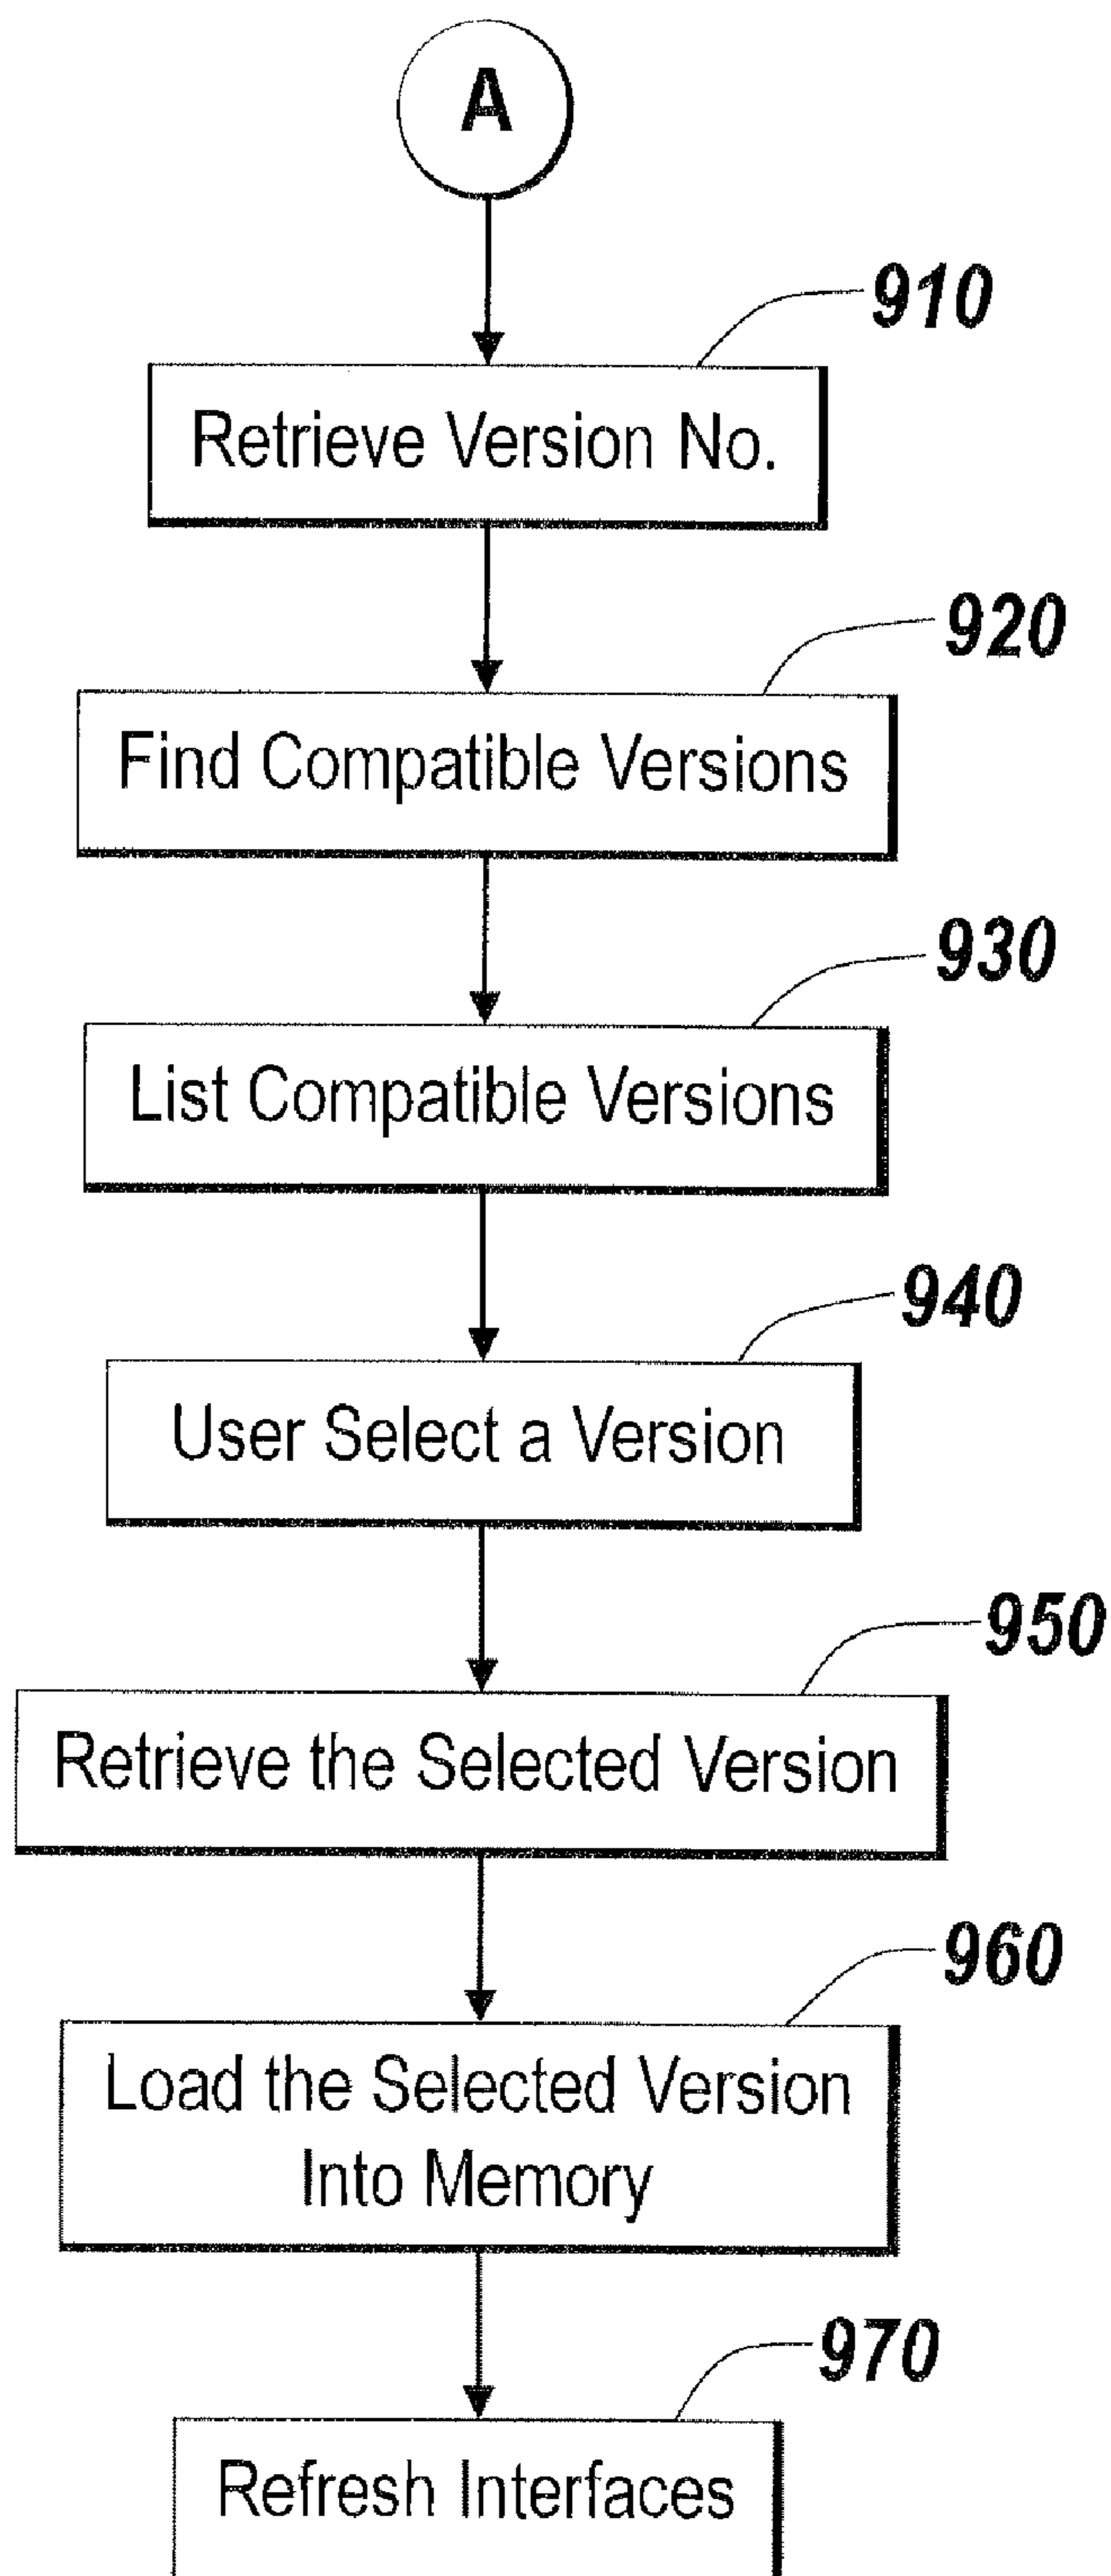 A
910
Retrieve Version No.
920
Find Compatible Versions
930
List Compatible Versions
940
User Select a Version
950
Retrieve the Selected Version
960
Load the Selected Version
Into Memory
970
Refresh Interfaces